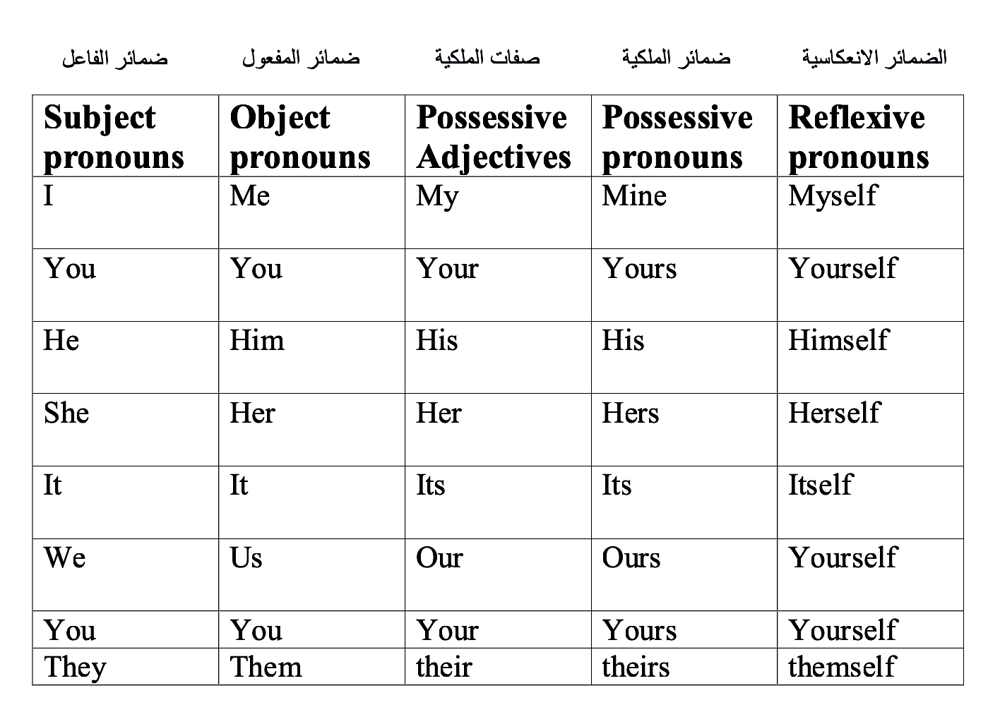 ضمائر الفاعل ضمائر المفعول صفات الملكية ضمائر الملكية الضمائر الانعكاسية
Subject pronouns Object pronouns Possessive Adjectives Possessive pronouns Reflexive pronouns
I Me My Mine Myself
You You Your Yours Yourself
He Him His His Himself
She Her Her Hers Herself
It It Its Its Itself
We Us Our Ours Yourself
You You Your Yours Yourself
They Them their theirs themself